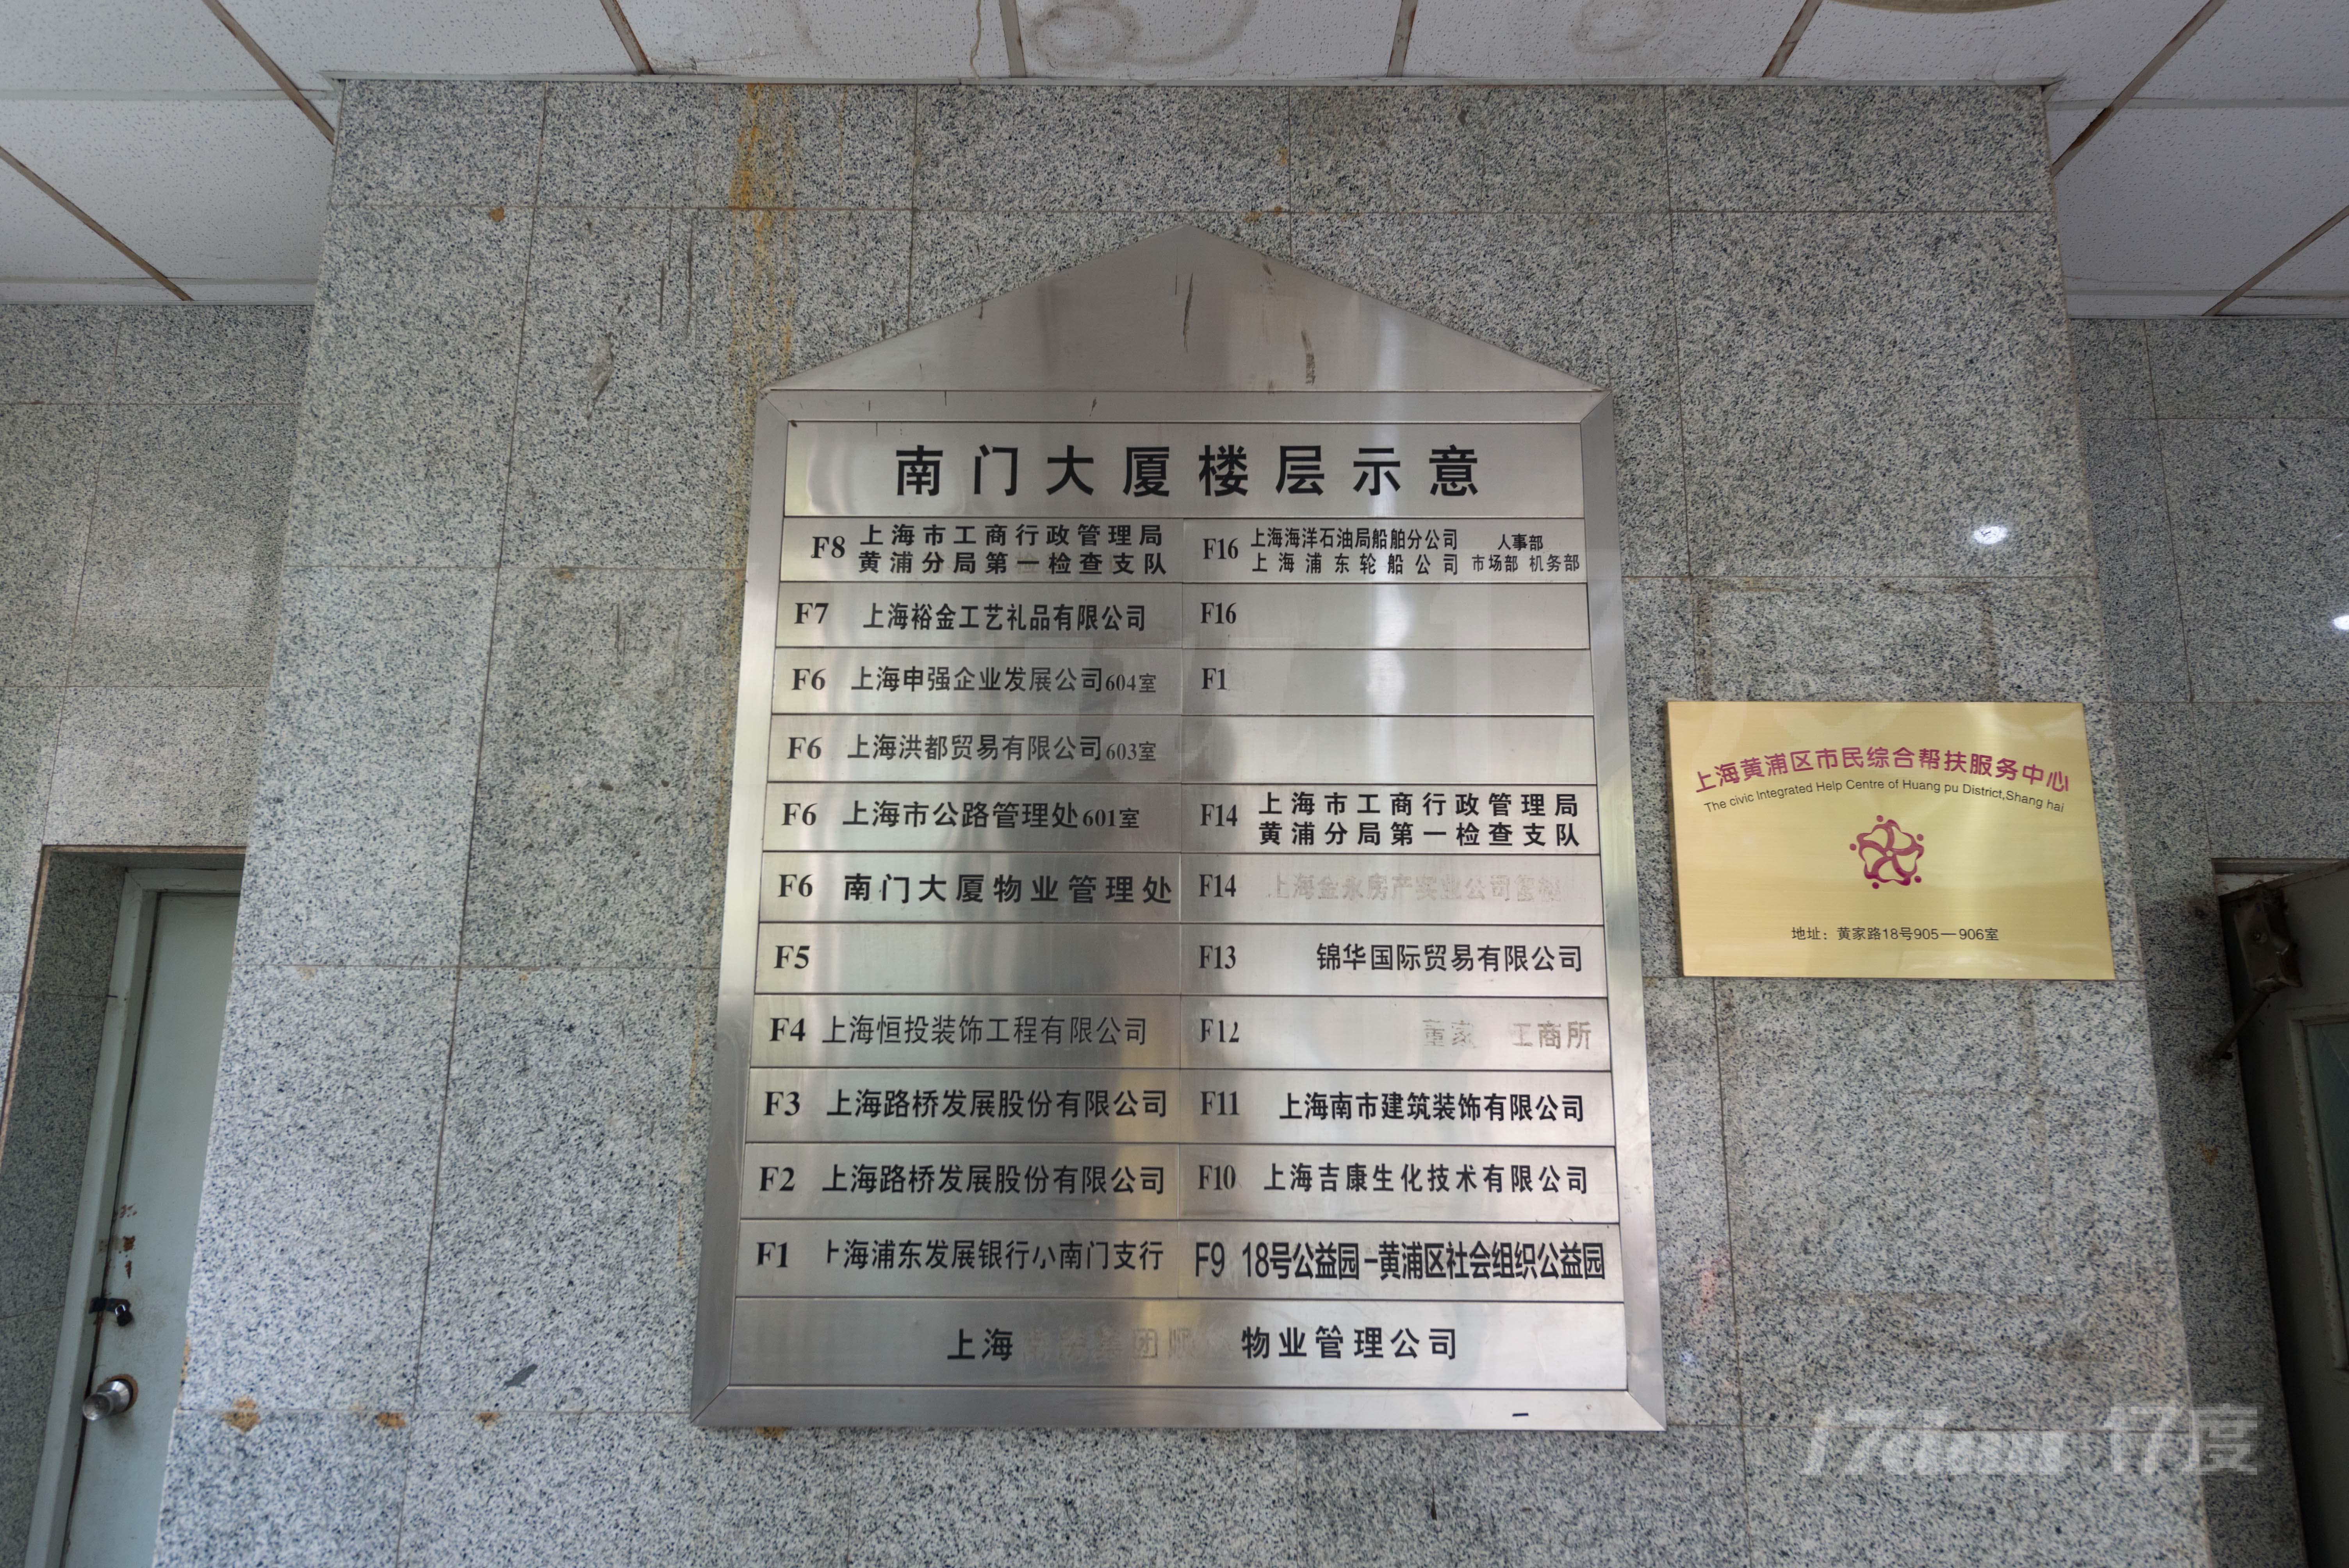 南门大厦楼层示意
F8 上海市工商行政管理局
黄浦分局第一检查支队
F7 上海裕金工艺礼品有限公司
F6 上海申强企业发展公司604室
F6 上海洪都贸易有限公司603室
F6 上海市公路管理处601室
F6 南门大厦物业管理处
F5
F4 上海恒投装饰工程有限公司
F3 上海路桥发展股份有限公司
F2 上海路桥发展股份有限公司
F1 上海浦东发展银行小南门支行
F16 上海海洋石油局船舶分公司 人事部
上海浦东轮船公司 市场部 机务部
F16
F1
F14 上海市工商行政管理局
黄浦分局第一检查支队
F14 上海金永房产实业公司
F13 锦华国际贸易有限公司
F12 董家 工商所
F11 上海南市建筑装饰有限公司
F10 上海吉康生化技术有限公司
F9 18号公益园-黄浦区社会组织公益园
上海 物业管理公司
上海黄浦区市民综合帮扶服务中心
The civic Integrated Help Centre of Huang pu District,Shang hai
地址：黄家路18号905—906室
17度